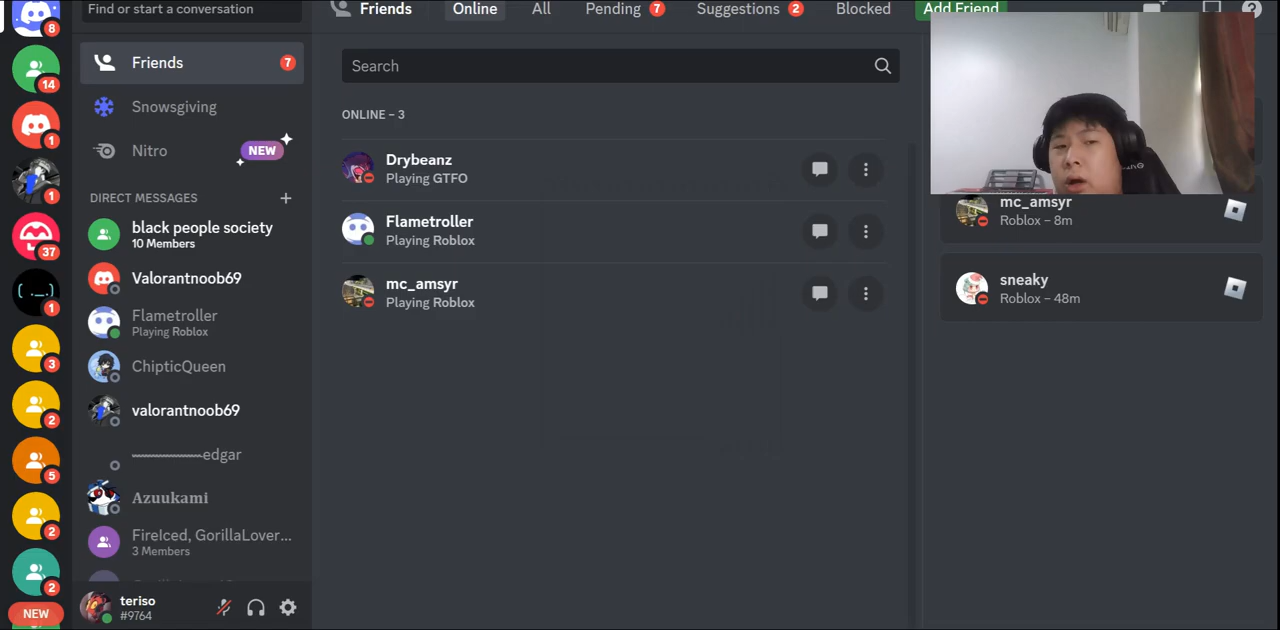 Find or start a conversation
Friends
Online
All
Pending
7
Suggestions
2
Blocked
Add Friend
?
8
14
1
1
37
(._.)
1
3
2
5
2
2
NEW
Friends
7
Snowsgiving
Nitro
NEW
DIRECT MESSAGES
+
black people society
10 Members
Valorantnoob69
Flametroller
Playing Roblox
ChipticQueen
valorantnoob69
edgar
Azuukami
FireIced, GorillaLover...
3 Members
teriso
#9764
Search
ONLINE – 3
Drybeanz
Playing GTFO
Flametroller
Playing Roblox
mc_amsyr
Playing Roblox
mc_amsyr
Roblox – 8m
sneaky
Roblox – 48m